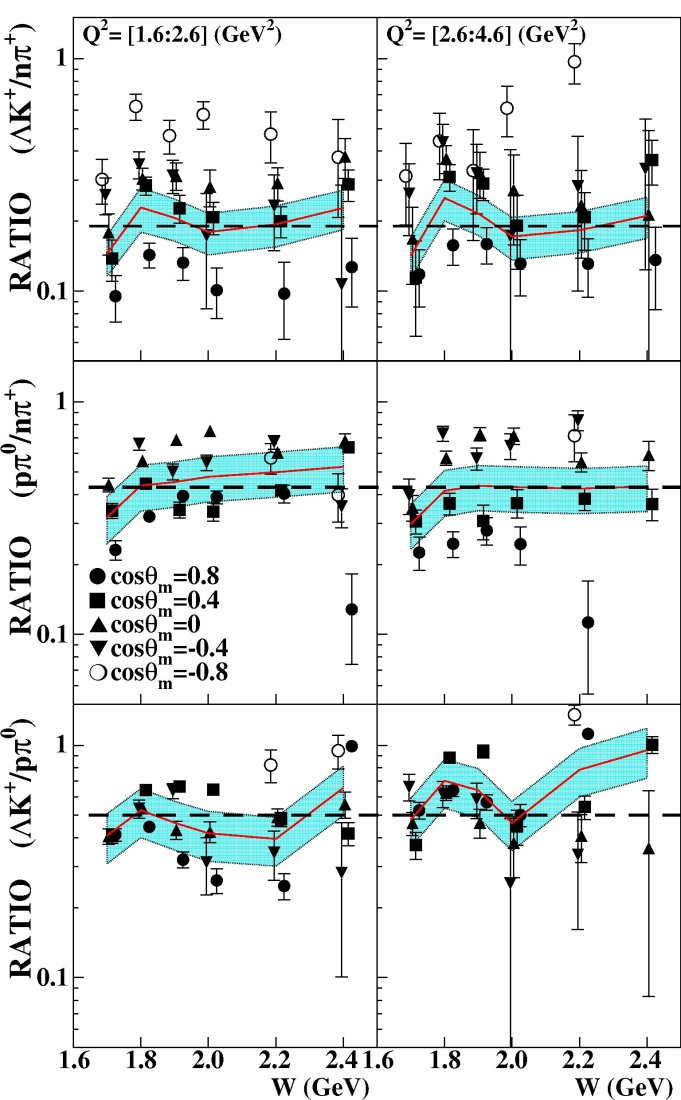 Q²= [1.6:2.6] (GeV²)
Q²= [2.6:4.6] (GeV²)
RATIO (ΛK⁺/nπ⁺)
1
0.1
RATIO (pπ⁰/nπ⁺)
1
0.1
cosθm=0.8
cosθm=0.4
cosθm=0
cosθm=-0.4
cosθm=-0.8
RATIO (ΛK⁺/pπ⁰)
1
0.1
1.6 1.8 2.0 2.2 2.4 1.6 1.8 2.0 2.2 2.4
W (GeV) W (GeV)